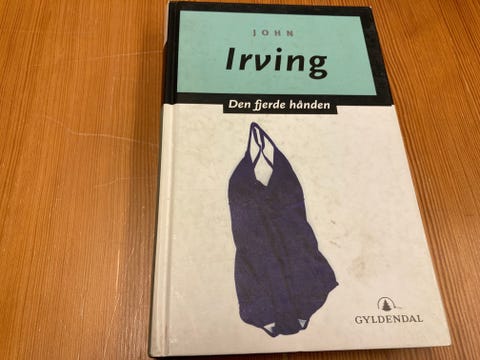 JOHN
Irving
Den fjerde hånden
GYLDENDAL